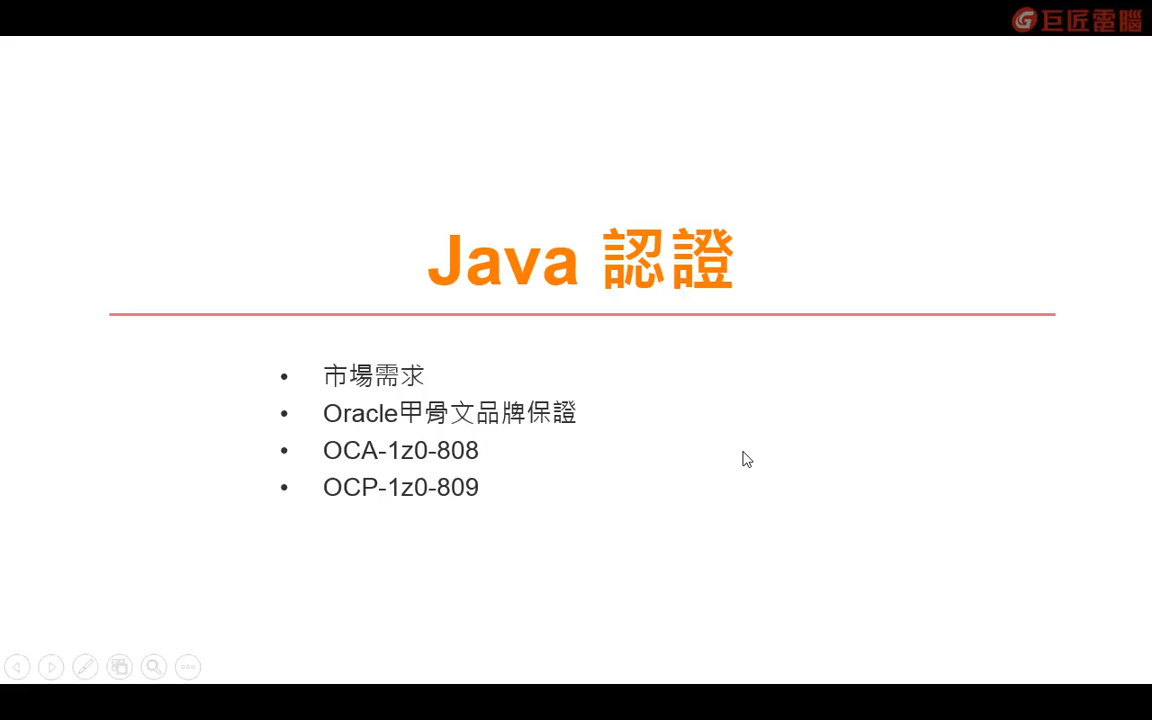 巨匠電腦
Java 認證
• 市場需求
• Oracle甲骨文品牌保證
• OCA-1z0-808
• OCP-1z0-809